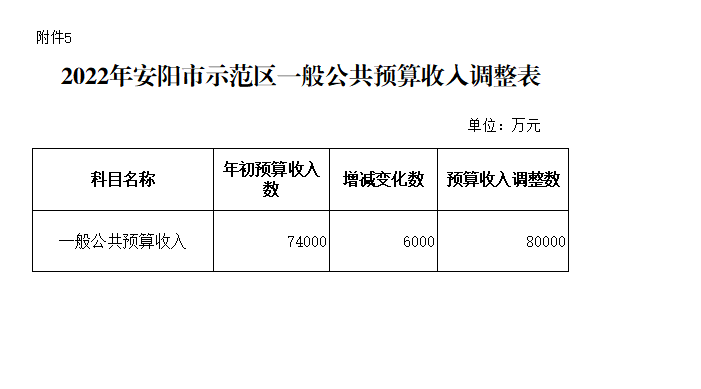 附件5
2022年安阳市示范区一般公共预算收入调整表
单位：万元
科目名称 年初预算收入数 增减变化数 预算收入调整数
一般公共预算收入 74000 6000 80000